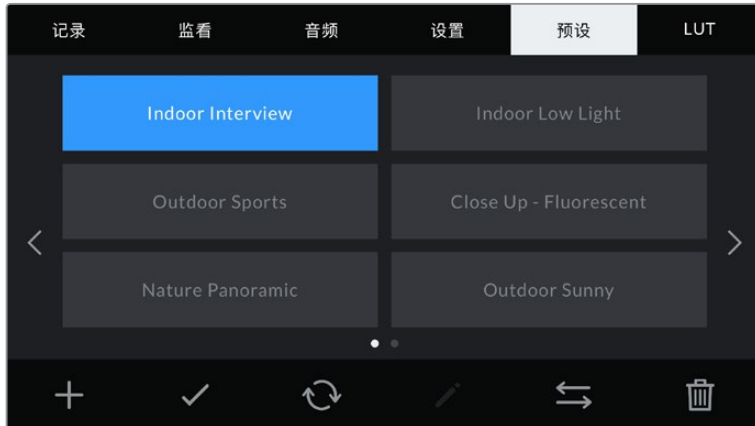 记录 监看 音频 设置 预设 LUT
Indoor Interview Indoor Low Light
Outdoor Sports Close Up - Fluorescent
Nature Panoramic Outdoor Sunny